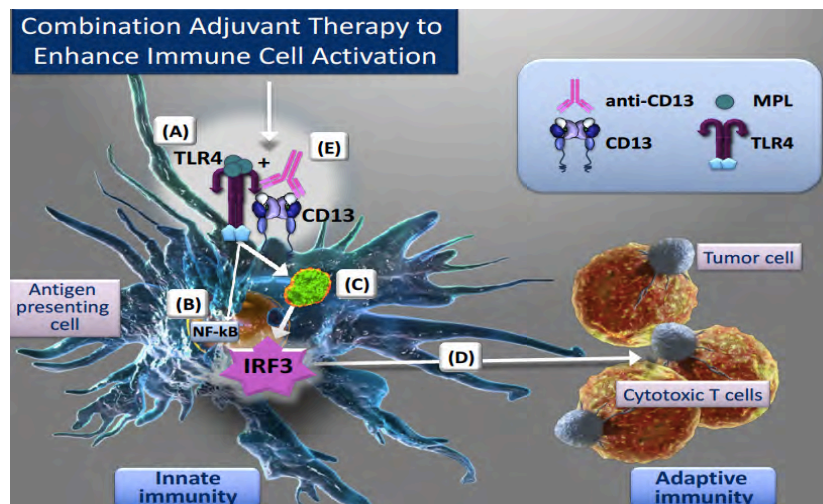 Combination Adjuvant Therapy to
Enhance Immune Cell Activation
(A)
TLR4
+
(E)
CD13
anti-CD13
MPL
CD13
TLR4
Antigen
presenting
cell
(B)
NF-kB
(C)
IRF3
(D)
Tumor cell
Cytotoxic T cells
Innate
immunity
Adaptive
immunity